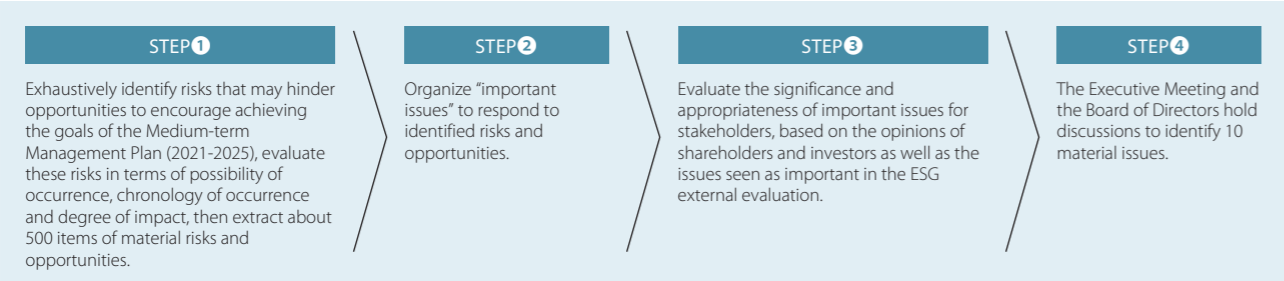 STEP❶
Exhaustively identify risks that may hinder
opportunities to encourage achieving
the goals of the Medium-term
Management Plan (2021-2025), evaluate
these risks in terms of possibility of
occurrence, chronology of occurrence
and degree of impact, then extract about
500 items of material risks and
opportunities.
STEP❷
Organize “important
issues” to respond to
identified risks and
opportunities.
STEP❸
Evaluate the significance and
appropriateness of important issues for
stakeholders, based on the opinions of
shareholders and investors as well as the
issues seen as important in the ESG
external evaluation.
STEP❹
The Executive Meeting and
the Board of Directors hold
discussions to identify 10
material issues.